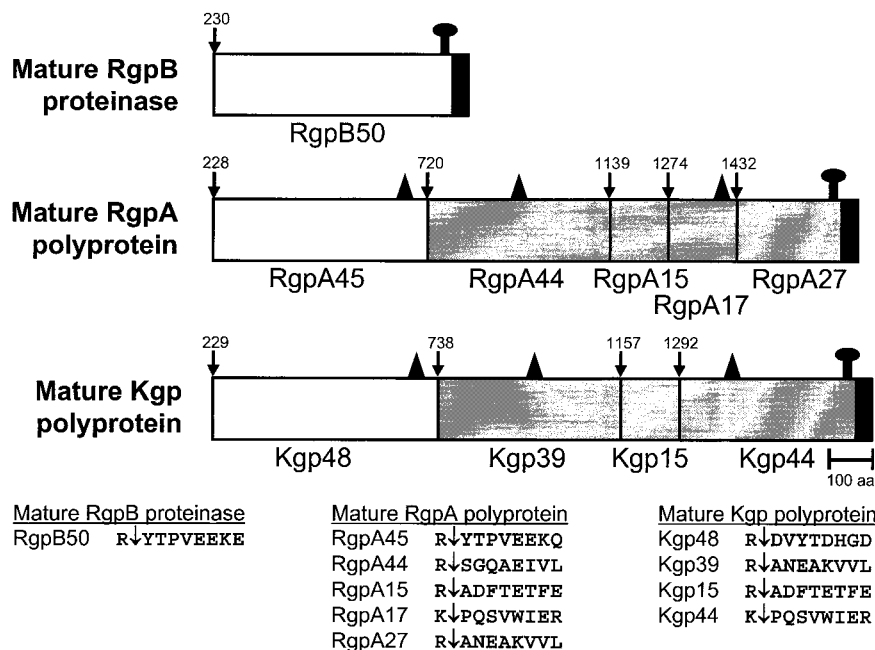 230
Mature RgpB
proteinase
RgpB50
228 720 1139 1274 1432
Mature RgpA
polyprotein
RgpA45 RgpA44 RgpA15 RgpA27
RgpA17
229 738 1157 1292
Mature Kgp
polyprotein
Kgp48 Kgp39 Kgp15 Kgp44
100 aa
Mature RgpB proteinase
RgpB50 R↓YTPVEEKE
Mature RgpA polyprotein
RgpA45 R↓YTPVEEKQ
RgpA44 R↓SGQAEIVL
RgpA15 R↓ADFTETFE
RgpA17 K↓PQSVWIER
RgpA27 R↓ANEAKVVL
Mature Kgp polyprotein
Kgp48 R↓DVYTDHGD
Kgp39 R↓ANEAKVVL
Kgp15 R↓ADFTETFE
Kgp44 K↓PQSVWIER